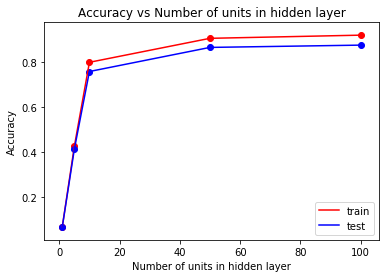 Accuracy vs Number of units in hidden layer
Accuracy
0.8
0.6
0.4
0.2
0 20 40 60 80 100
Number of units in hidden layer
train
test